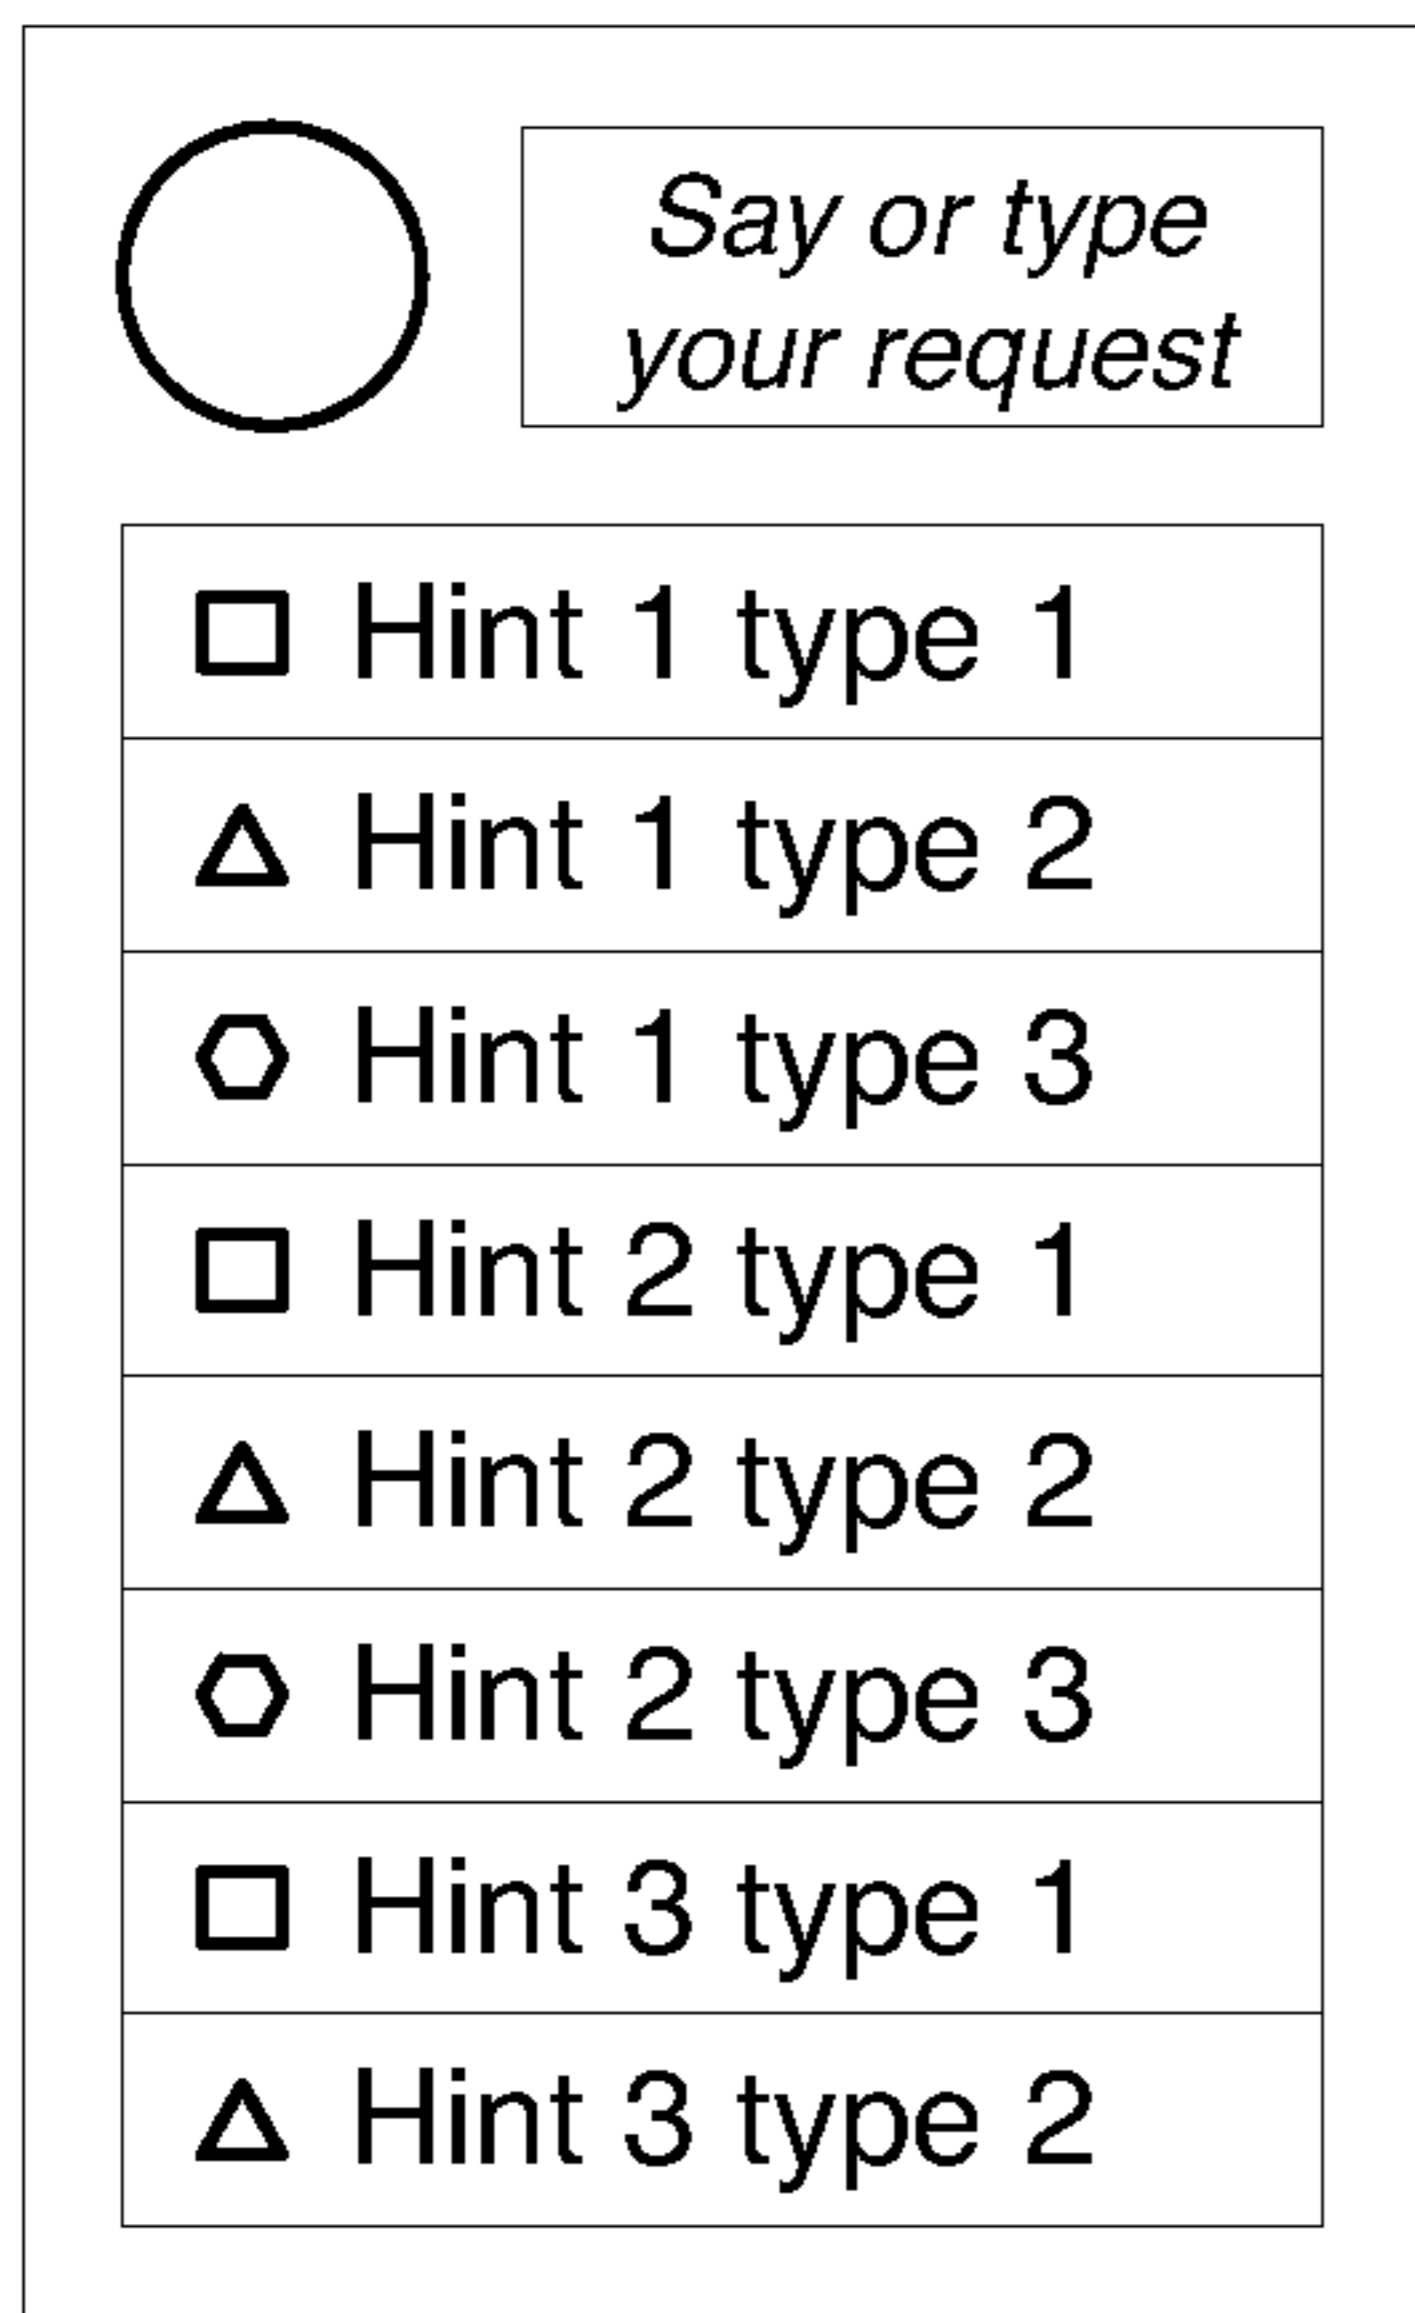 Say or type
your request
Hint 1 type 1
Hint 1 type 2
Hint 1 type 3
Hint 2 type 1
Hint 2 type 2
Hint 2 type 3
Hint 3 type 1
Hint 3 type 2